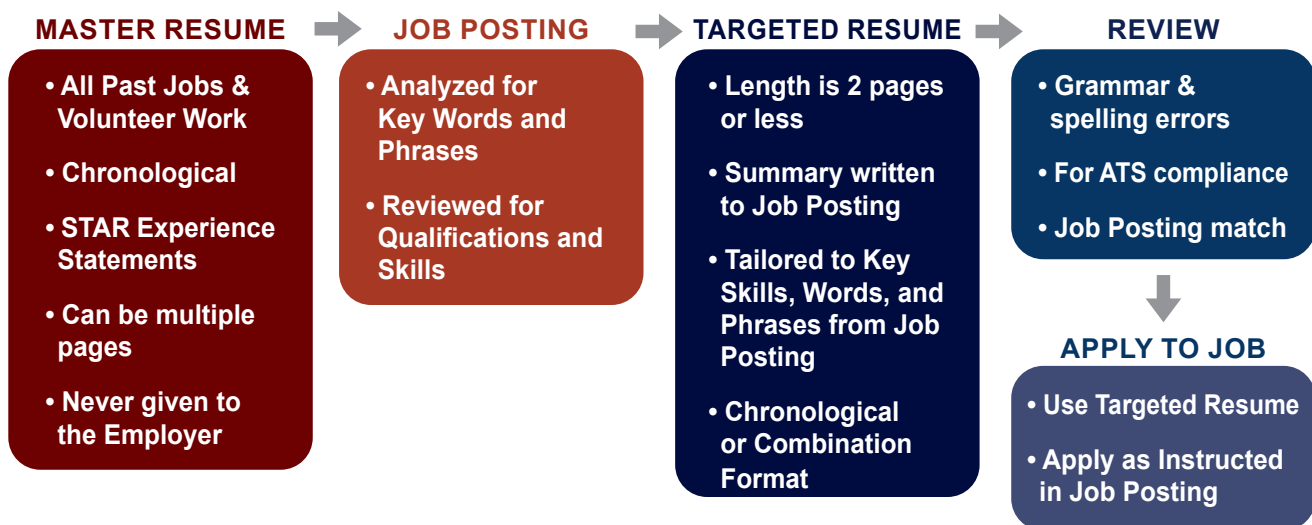 MASTER RESUME
• All Past Jobs &
Volunteer Work
• Chronological
• STAR Experience
Statements
• Can be multiple
pages
• Never given to
the Employer
JOB POSTING
• Analyzed for
Key Words and
Phrases
• Reviewed for
Qualifications and
Skills
TARGETED RESUME
• Length is 2 pages
or less
• Summary written
to Job Posting
• Tailored to Key
Skills, Words, and
Phrases from Job
Posting
• Chronological
or Combination
Format
REVIEW
• Grammar &
spelling errors
• For ATS compliance
• Job Posting match
APPLY TO JOB
• Use Targeted Resume
• Apply as Instructed
in Job Posting